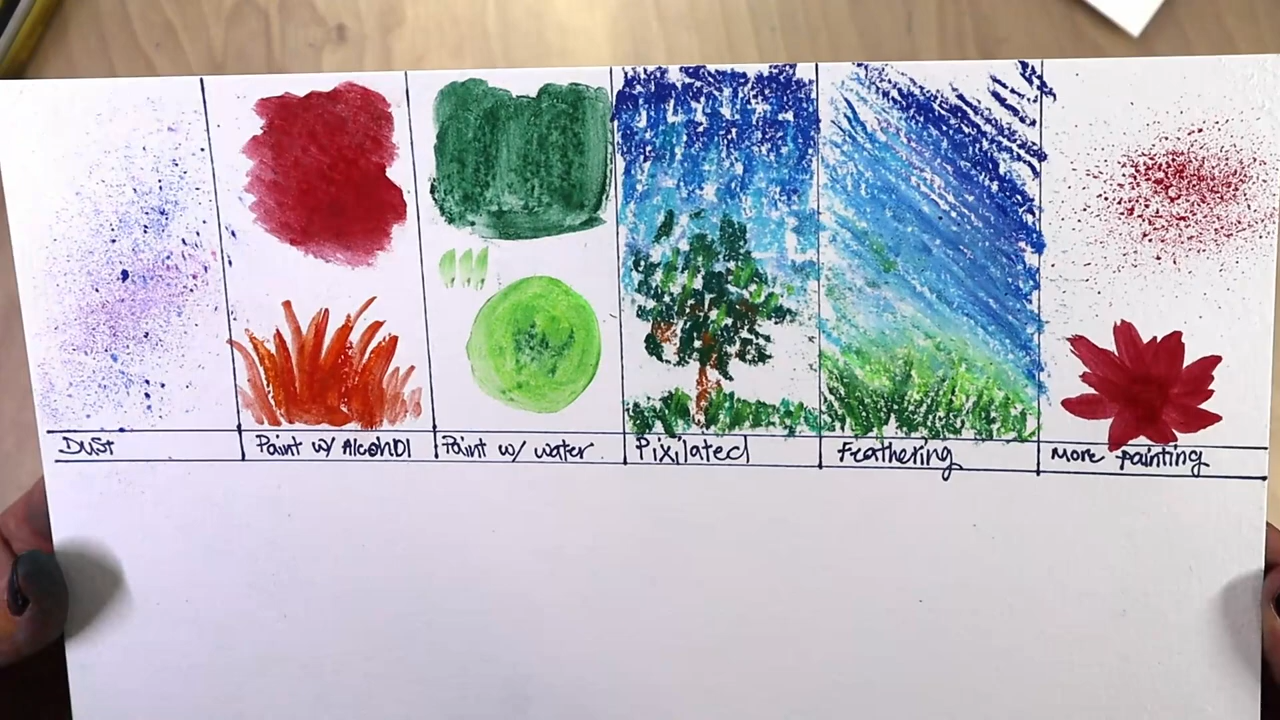 Dust
Paint w/ Alcohol
Paint w/ water.
Pixilated
Feathering
More painting